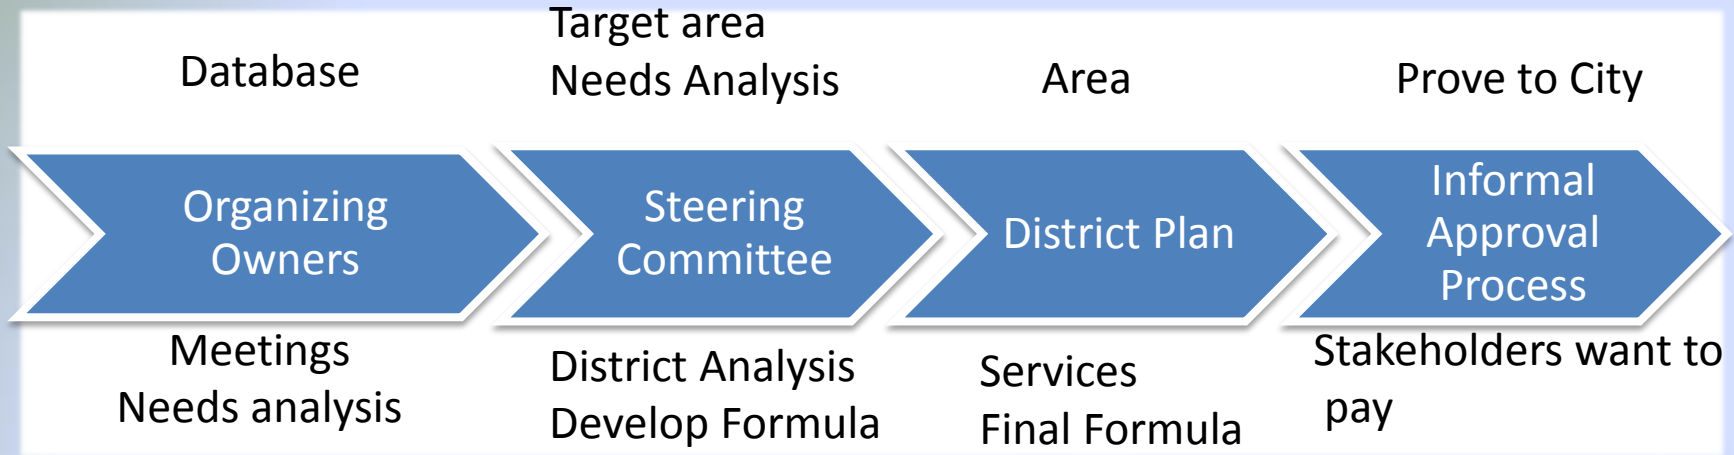 Database
Target area
Needs Analysis
Area
Prove to City
Organizing
Owners
Steering
Committee
District Plan
Informal
Approval
Process
Meetings
Needs analysis
District Analysis
Develop Formula
Services
Final Formula
Stakeholders want to
pay